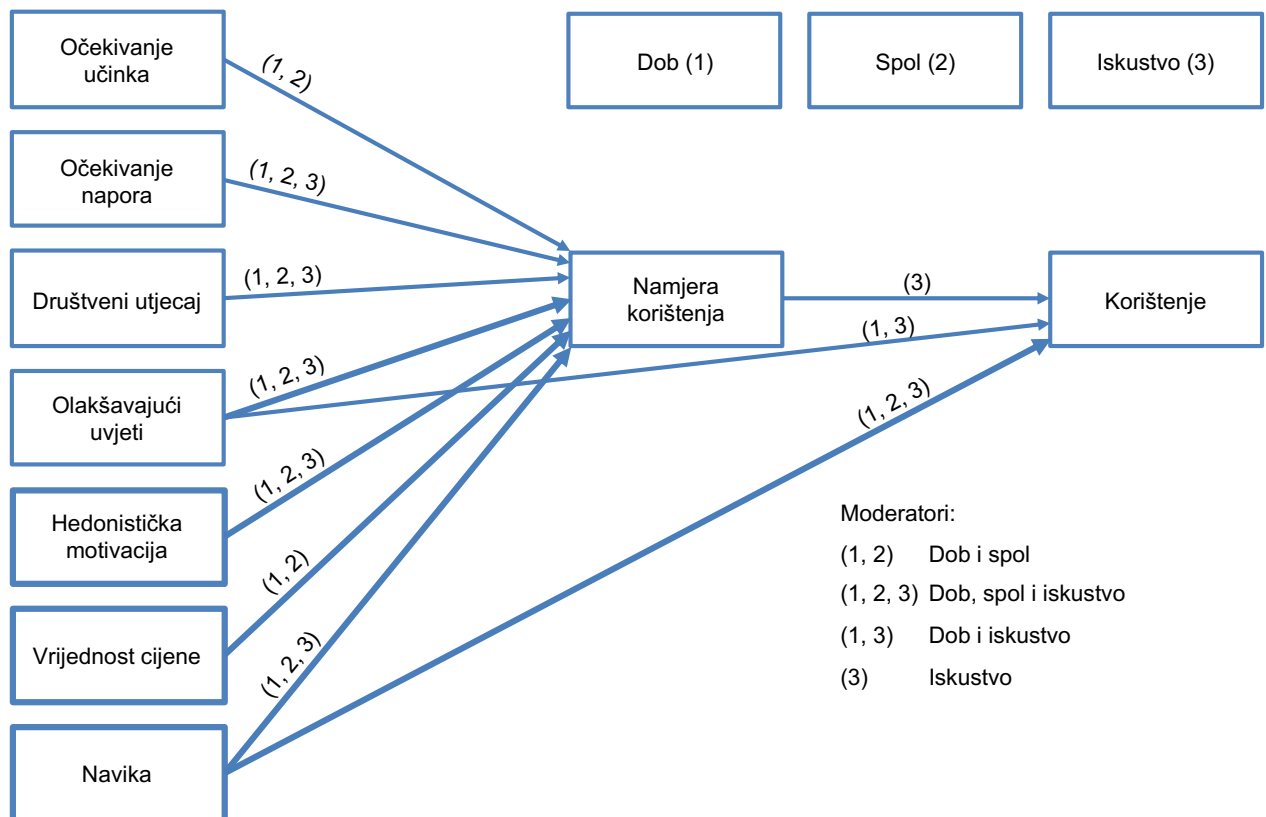 Očekivanje
učinka
(1, 2)
Dob (1)
Spol (2)
Iskustvo (3)
Očekivanje
napora
(1, 2, 3)
Društveni utjecaj
(1, 2, 3)
Namjera
korištenja
(3)
Korištenje
(1, 3)
Olakšavajući
uvjeti
(1, 2, 3)
(1, 2, 3)
Hedonistička
motivacija
(1, 2, 3)
Vrijednost cijene
(1, 2)
Navika
(1, 2, 3)
Moderatori:
(1, 2) Dob i spol
(1, 2, 3) Dob, spol i iskustvo
(1, 3) Dob i iskustvo
(3) Iskustvo